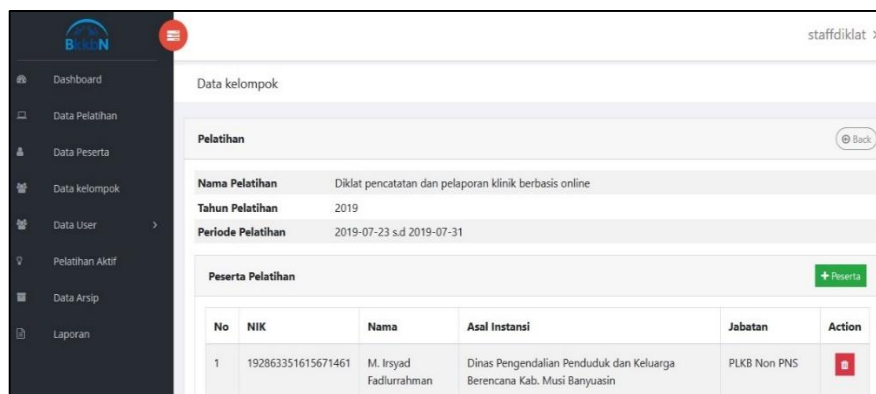 BkkbN
staffdiklat
Dashboard
Data Pelatihan
Data Peserta
Data kelompok
Data User
Pelatihan Aktif
Data Arsip
Laporan
Data kelompok
Pelatihan
Back
Nama Pelatihan Diklat pencatatan dan pelaporan klinik berbasis online
Tahun Pelatihan 2019
Periode Pelatihan 2019-07-23 s.d 2019-07-31
Peserta Pelatihan
+ Peserta
No NIK Nama Asal Instansi Jabatan Action
1 192863351615671461 M. Irsyad Dinas Pengendalian Penduduk dan Keluarga PLKB Non PNS
Fadlurrahman Berencana Kab. Musi Banyuasin